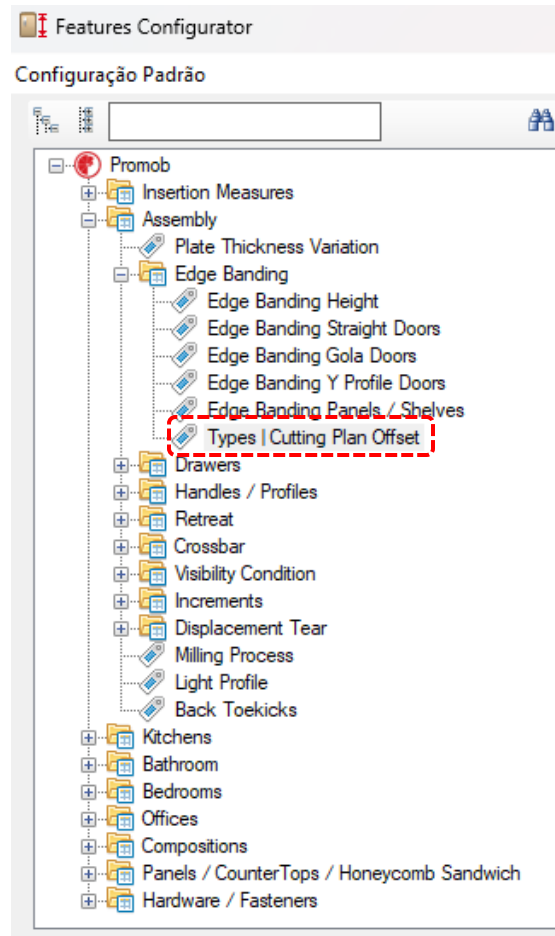 Features Configurator
Configuração Padrão
Promob
Insertion Measures
Assembly
Plate Thickness Variation
Edge Banding
Edge Banding Height
Edge Banding Straight Doors
Edge Banding Gola Doors
Edge Banding Y Profile Doors
Edge Banding Panels / Shelves
Types | Cutting Plan Offset
Drawers
Handles / Profiles
Retreat
Crossbar
Visibility Condition
Increments
Displacement Tear
Milling Process
Light Profile
Back Toekicks
Kitchens
Bathroom
Bedrooms
Offices
Compositions
Panels / CounterTops / Honeycomb Sandwich
Hardware / Fasteners